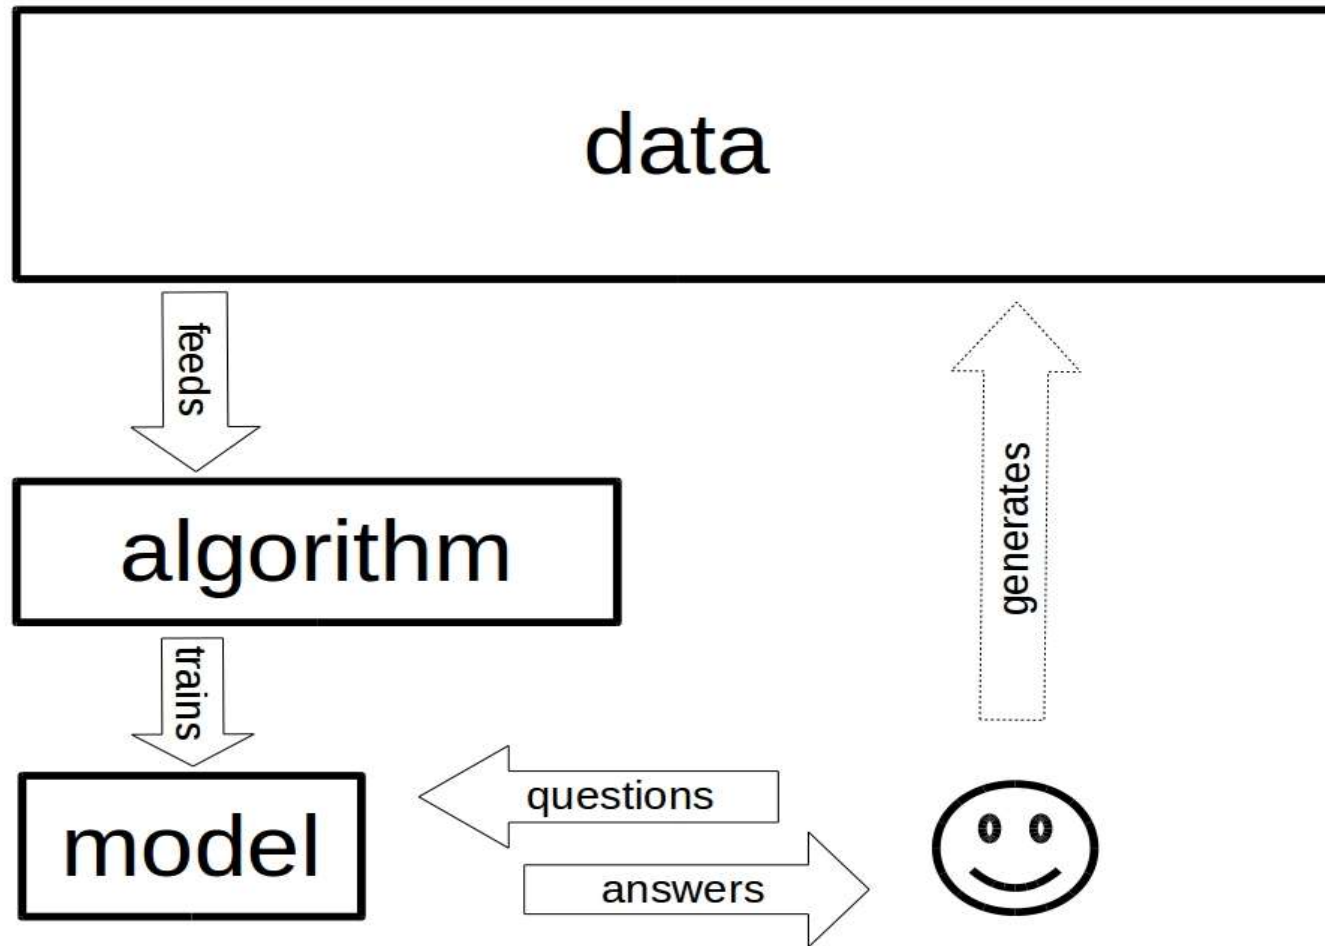 data
feeds
generates
algorithm
trains
model
questions
answers